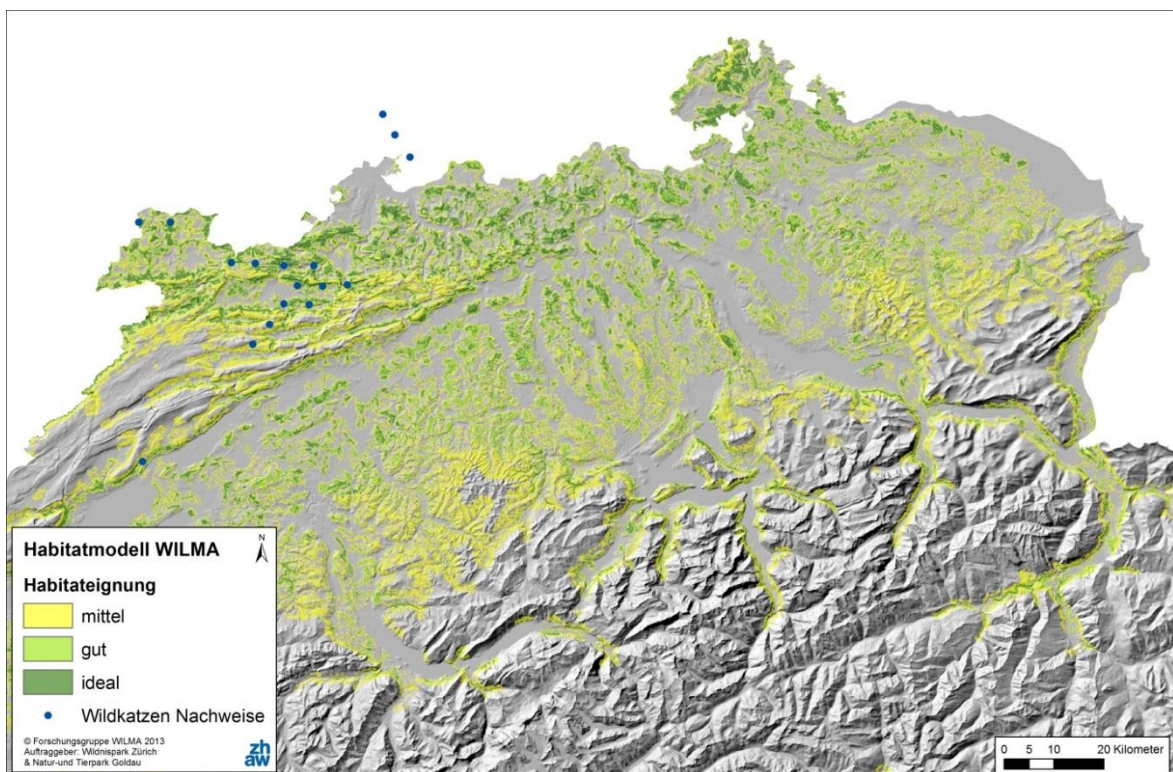 Habitatmodell WILMA
N
Habitateignung
mittel
gut
ideal
Wildkatzen Nachweise
© Forschungsgruppe WILMA 2013
Auftraggeber: Wildnispark Zürich
& Natur-und Tierpark Goldau
zh
aw
0 5 10 20 Kilometer